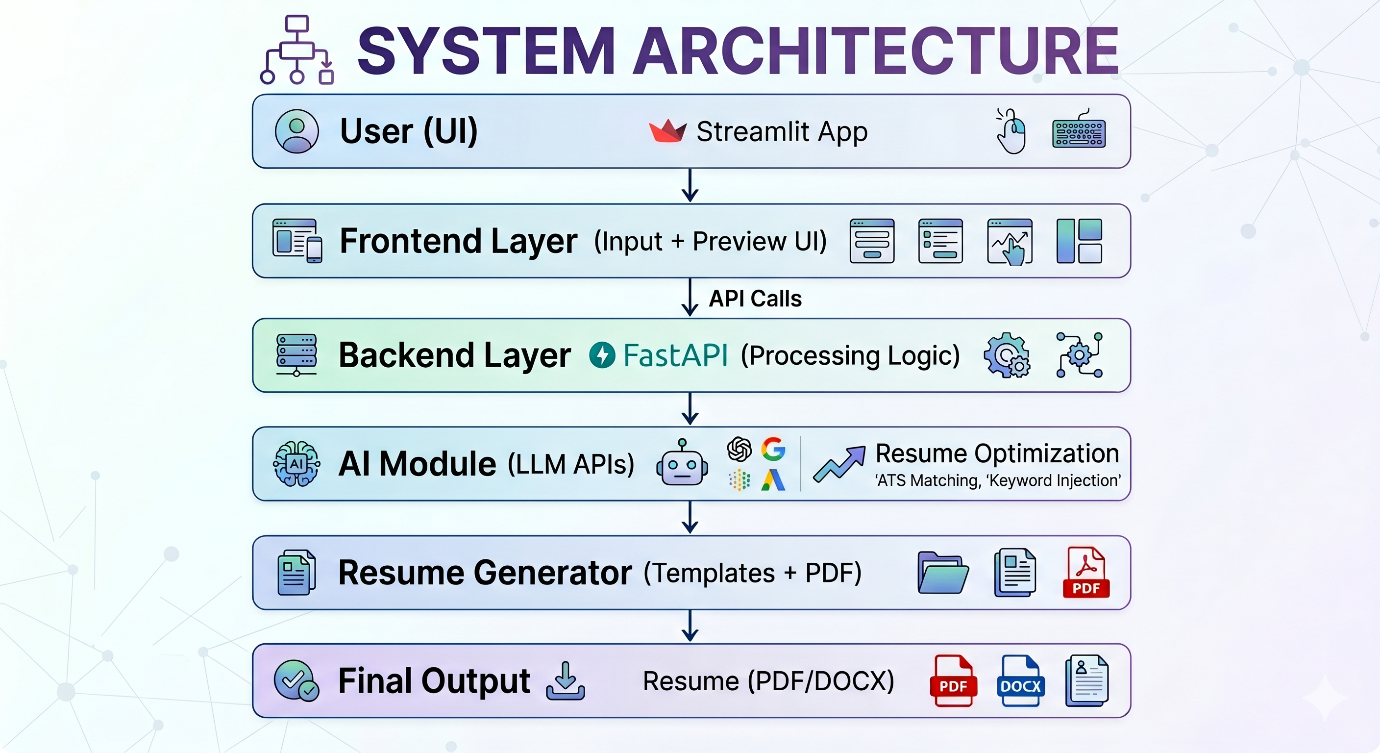 SYSTEM ARCHITECTURE
User (UI) Streamlit App
Frontend Layer (Input + Preview UI)
API Calls
Backend Layer FastAPI (Processing Logic)
AI
AI Module (LLM APIs)
Resume Optimization
'ATS Matching, 'Keyword Injection'
Resume Generator (Templates + PDF)
PDF
Final Output Resume (PDF/DOCX)
PDF DOCX